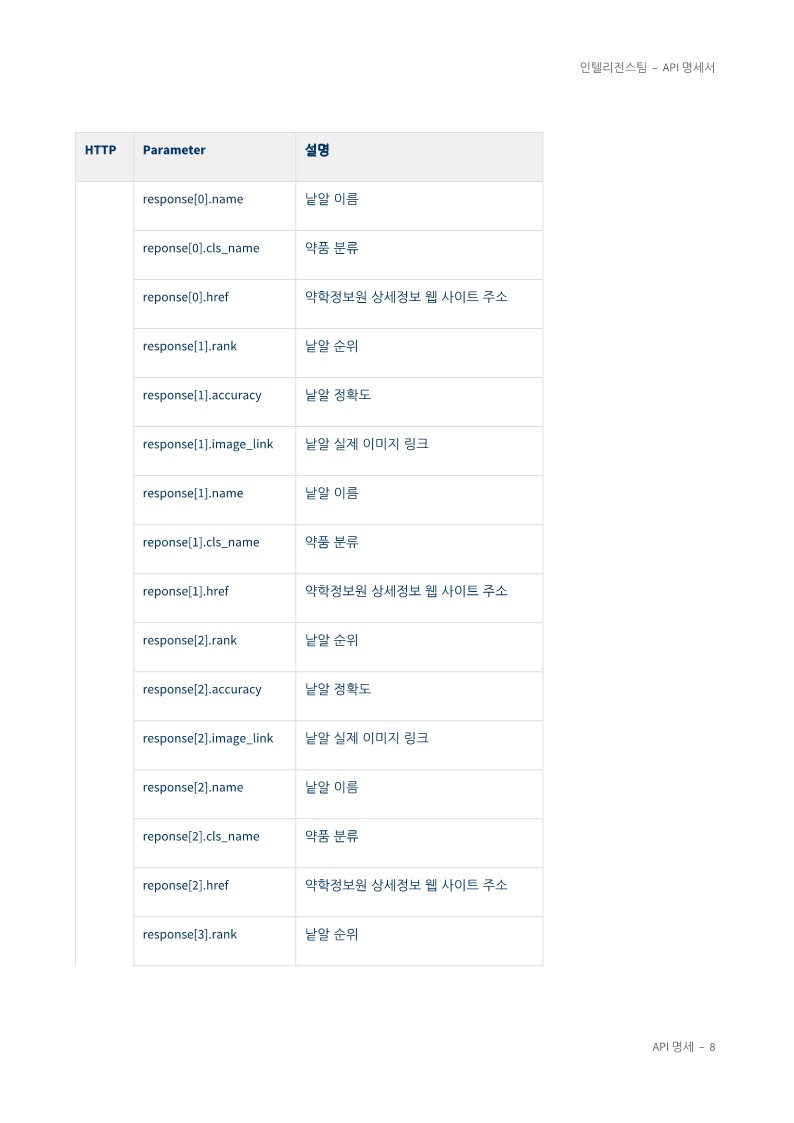 인텔리전스팀 – API 명세서
HTTP Parameter 설명
response[0].name 낱알 이름
reponse[0].cls_name 약품 분류
reponse[0].href 약학정보원 상세정보 웹 사이트 주소
response[1].rank 낱알 순위
response[1].accuracy 낱알 정확도
response[1].image_link 낱알 실제 이미지 링크
response[1].name 낱알 이름
reponse[1].cls_name 약품 분류
reponse[1].href 약학정보원 상세정보 웹 사이트 주소
response[2].rank 낱알 순위
response[2].accuracy 낱알 정확도
response[2].image_link 낱알 실제 이미지 링크
response[2].name 낱알 이름
reponse[2].cls_name 약품 분류
reponse[2].href 약학정보원 상세정보 웹 사이트 주소
response[3].rank 낱알 순위
API 명세 – 8